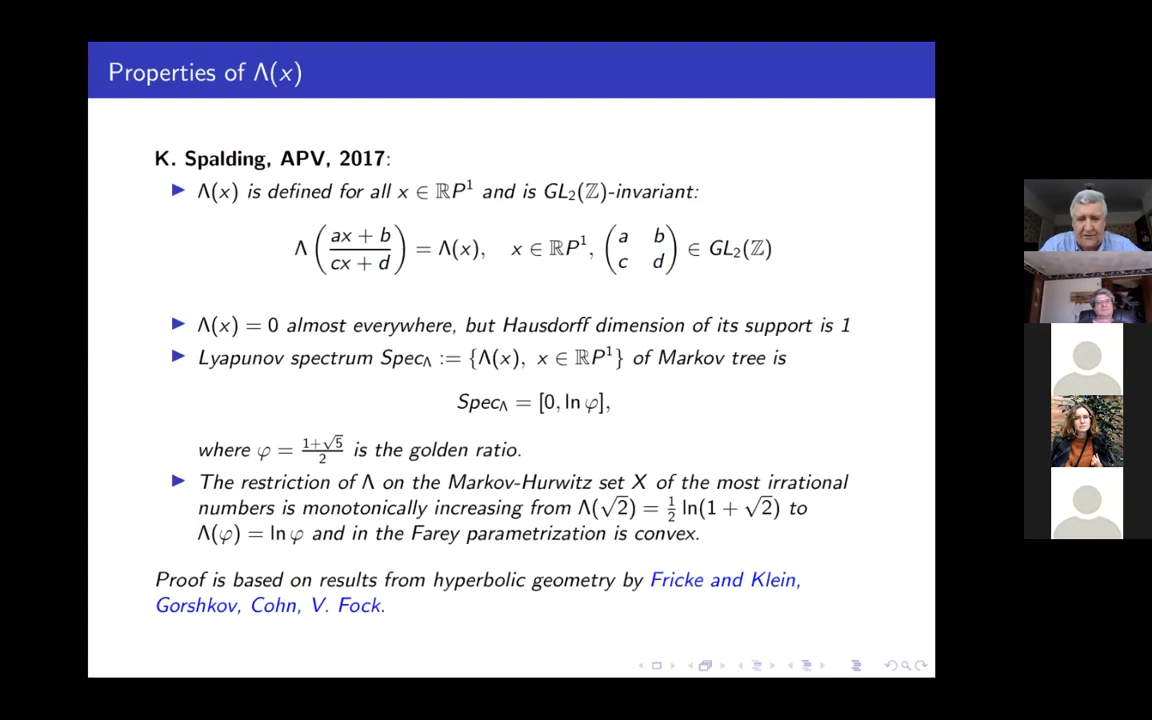 Properties of Λ(x)
K. Spalding, APV, 2017:
▶ Λ(x) is defined for all x ∈ ℝP¹ and is GL₂(ℤ)-invariant:
Λ((ax + b)/(cx + d)) = Λ(x), x ∈ ℝP¹, (a b; c d) ∈ GL₂(ℤ)
▶ Λ(x) = 0 almost everywhere, but Hausdorff dimension of its support is 1
▶ Lyapunov spectrum Spec_Λ := {Λ(x), x ∈ ℝP¹} of Markov tree is
Spec_Λ = [0, ln φ],
where φ = (1+√5)/2 is the golden ratio.
▶ The restriction of Λ on the Markov-Hurwitz set X of the most irrational
numbers is monotonically increasing from Λ(√2) = ½ ln(1 + √2) to
Λ(φ) = ln φ and in the Farey parametrization is convex.
Proof is based on results from hyperbolic geometry by Fricke and Klein,
Gorshkov, Cohn, V. Fock.